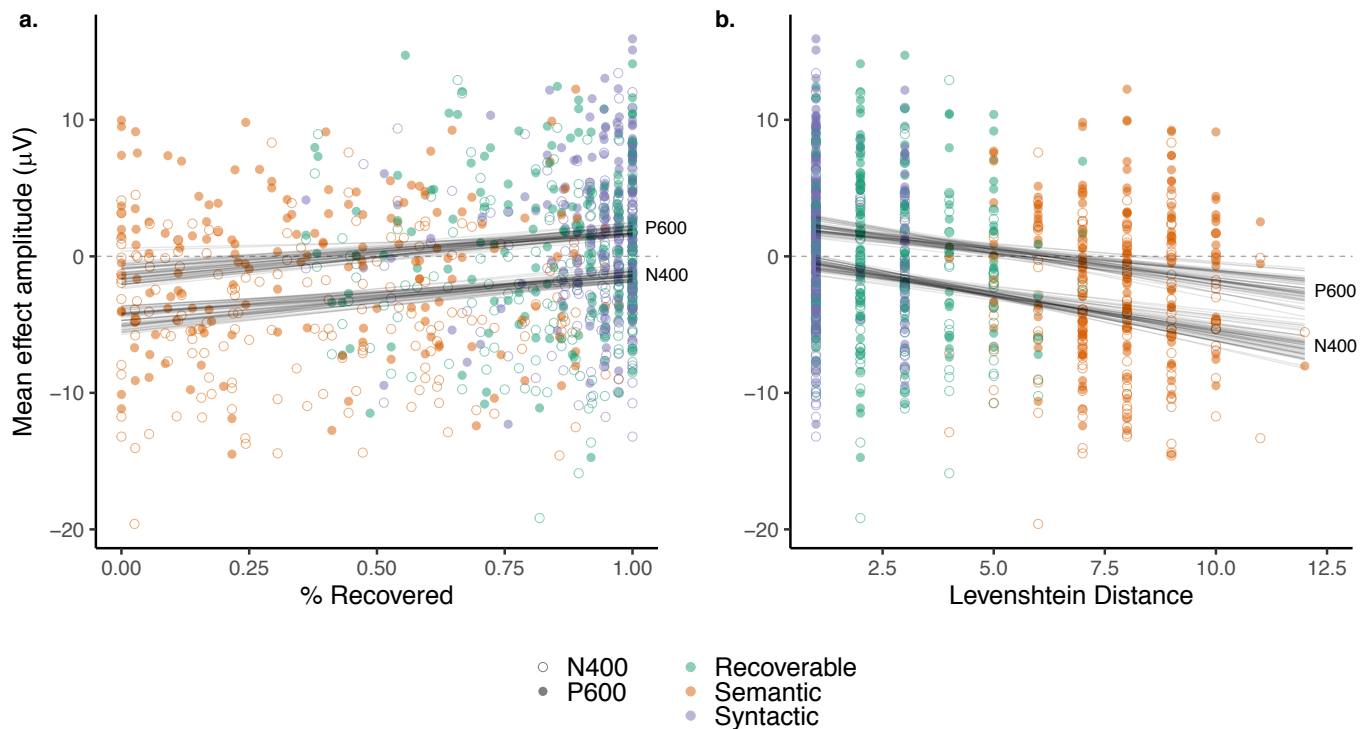 a.
b.
Mean effect amplitude (μV)
10
0
−10
−20
P600
N400
0.00
0.25
0.50
0.75
1.00
% Recovered
10
0
−10
−20
P600
N400
2.5
5.0
7.5
10.0
12.5
Levenshtein Distance
N400
P600
Recoverable
Semantic
Syntactic